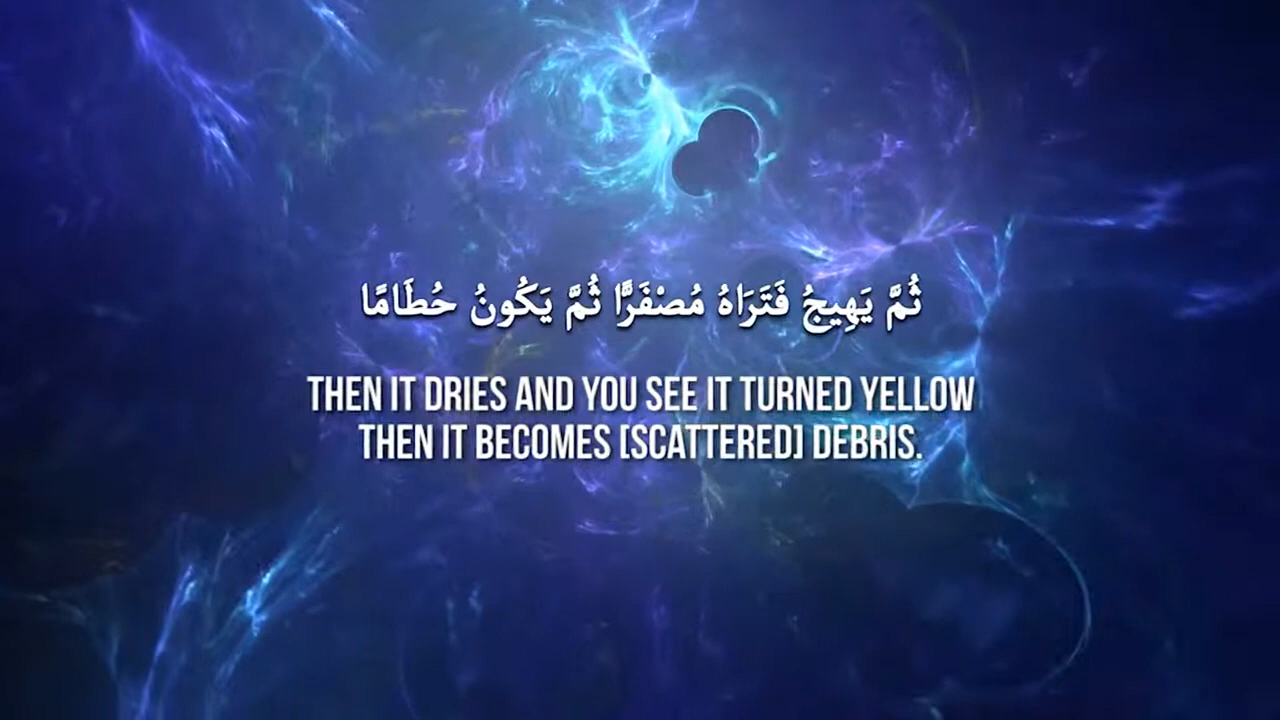 ثُمَّ يَهِيجُ فَتَرَاهُ مُصْفَرًّا ثُمَّ يَكُونُ حُطَامًا
THEN IT DRIES AND YOU SEE IT TURNED YELLOW
THEN IT BECOMES [SCATTERED] DEBRIS.